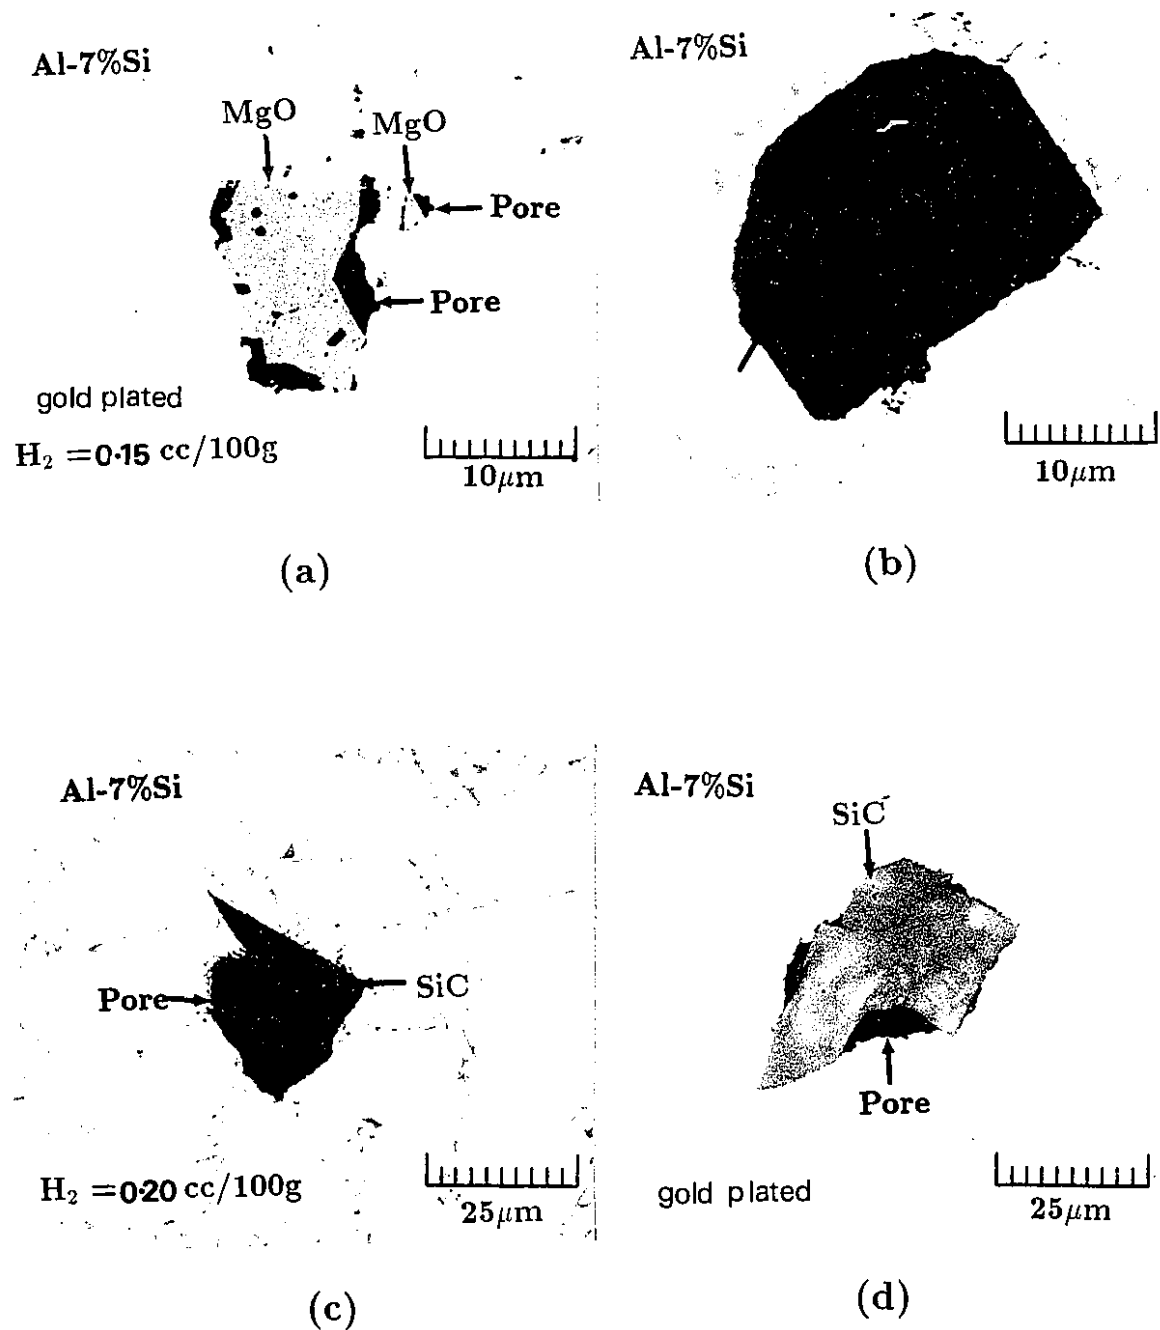 Al-7%Si
MgO
MgO
Pore
Pore
gold plated
H₂ = 0·15 cc/100g
10μm
(a)
Al-7%Si
10μm
(b)
Al-7%Si
SiC
Pore
H₂ = 0·20 cc/100g
25μm
(c)
Al-7%Si
SiC
Pore
gold plated
25μm
(d)